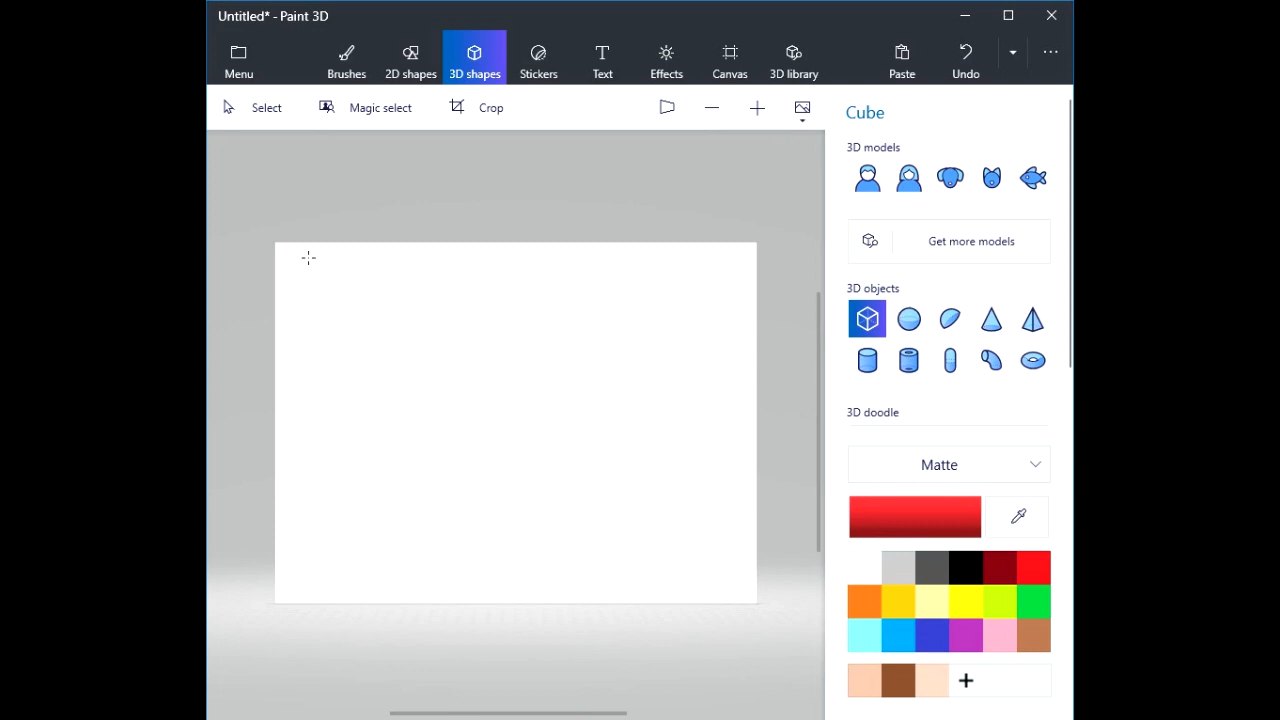 Untitled* - Paint 3D
Menu
Brushes
2D shapes
3D shapes
Stickers
Text
Effects
Canvas
3D library
Paste
Undo
Select
Magic select
Crop
Cube
3D models
Get more models
3D objects
3D doodle
Matte